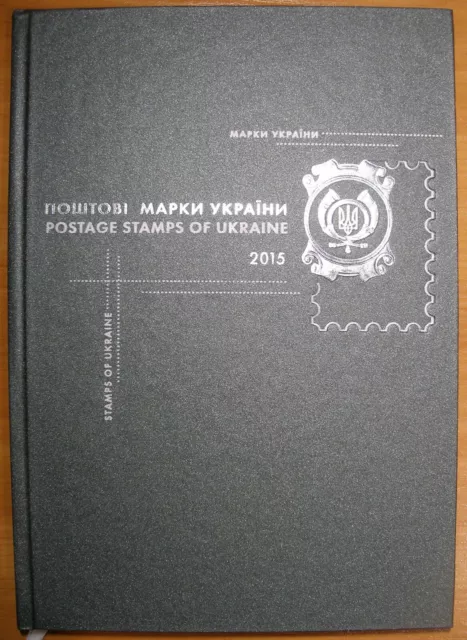 МАРКИ УКРАЇНИ
ПОШТОВІ МАРКИ УКРАЇНИ
POSTAGE STAMPS OF UKRAINE
2015
STAMPS OF UKRAINE